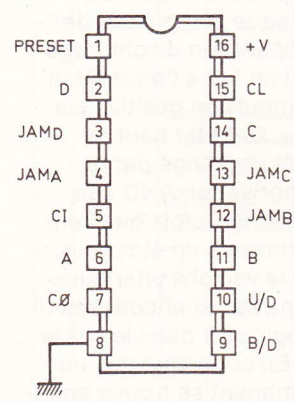 PRESET 1 16 +V
D 2 15 CL
JAMD 3 14 C
JAMA 4 13 JAMC
CI 5 12 JAMB
A 6 11 B
CØ 7 10 U/D
8 9 B/D